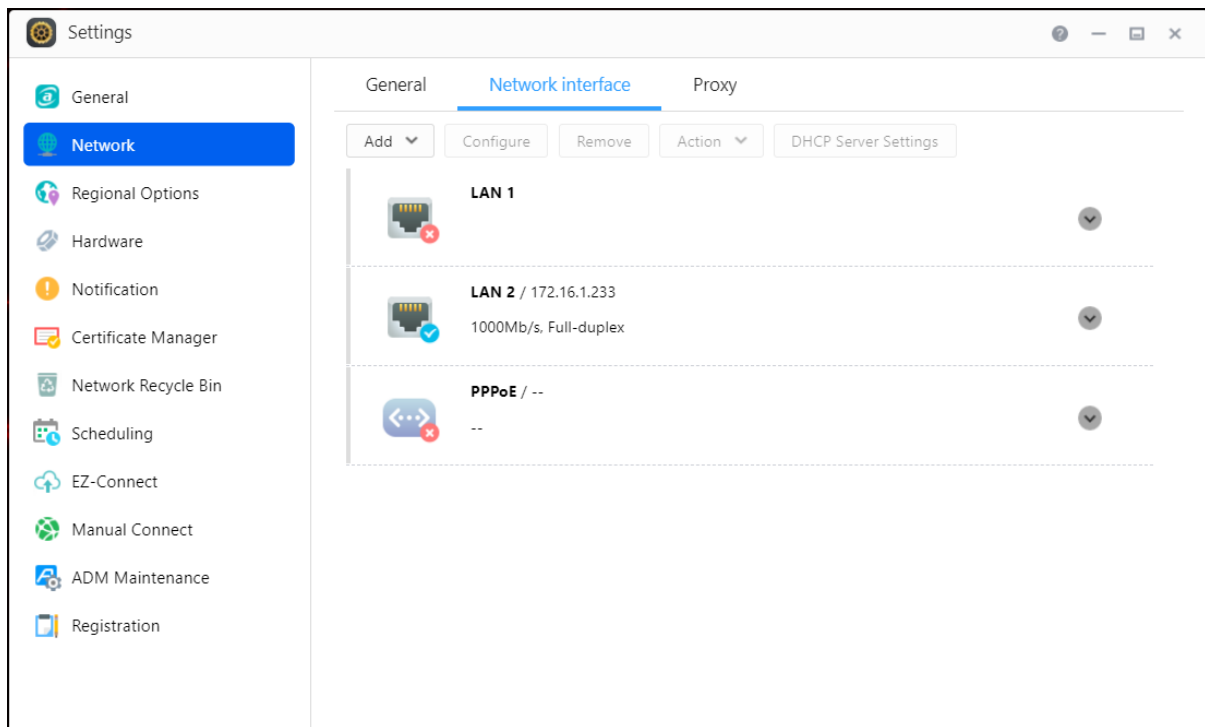 Settings
General
Network
Regional Options
Hardware
Notification
Certificate Manager
Network Recycle Bin
Scheduling
EZ-Connect
Manual Connect
ADM Maintenance
Registration
General Network interface Proxy
Add Configure Remove Action DHCP Server Settings
LAN 1
LAN 2 / 172.16.1.233
1000Mb/s, Full-duplex
PPPoE / --
--